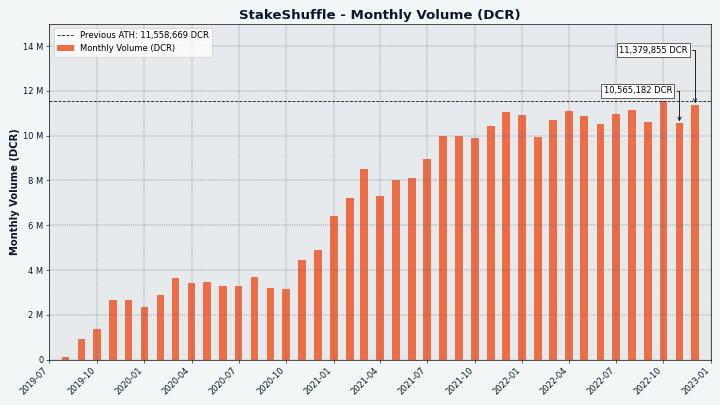 StakeShuffle - Monthly Volume (DCR)
Previous ATH: 11,558,669 DCR
Monthly Volume (DCR)
11,379,855 DCR
10,565,182 DCR
Monthly Volume (DCR)
14 M
12 M
10 M
8 M
6 M
4 M
2 M
0
2019-07
2019-10
2020-01
2020-04
2020-07
2020-10
2021-01
2021-04
2021-07
2021-10
2022-01
2022-04
2022-07
2022-10
2023-01